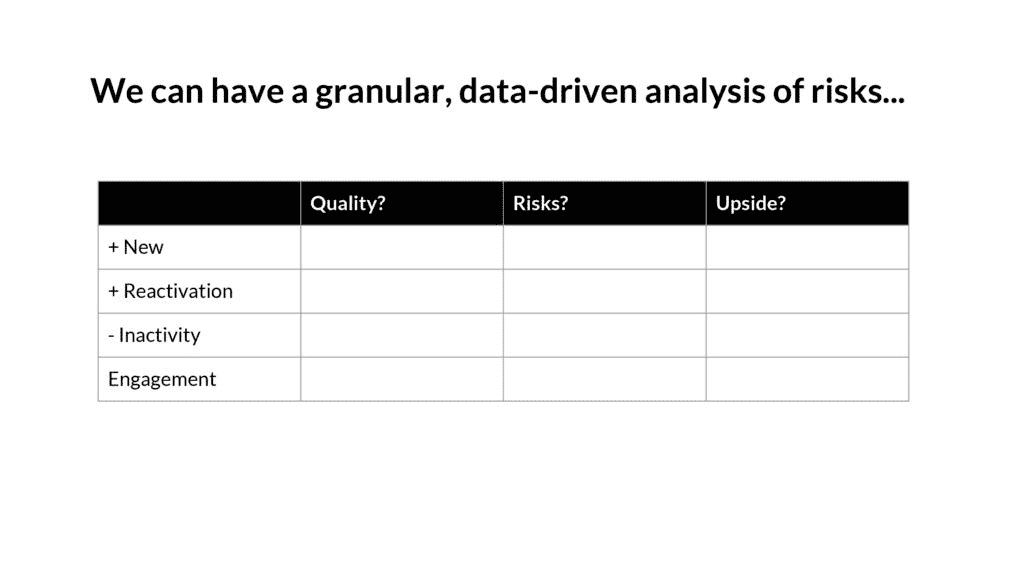 We can have a granular, data-driven analysis of risks...
Quality? Risks? Upside?
+ New
+ Reactivation
- Inactivity
Engagement